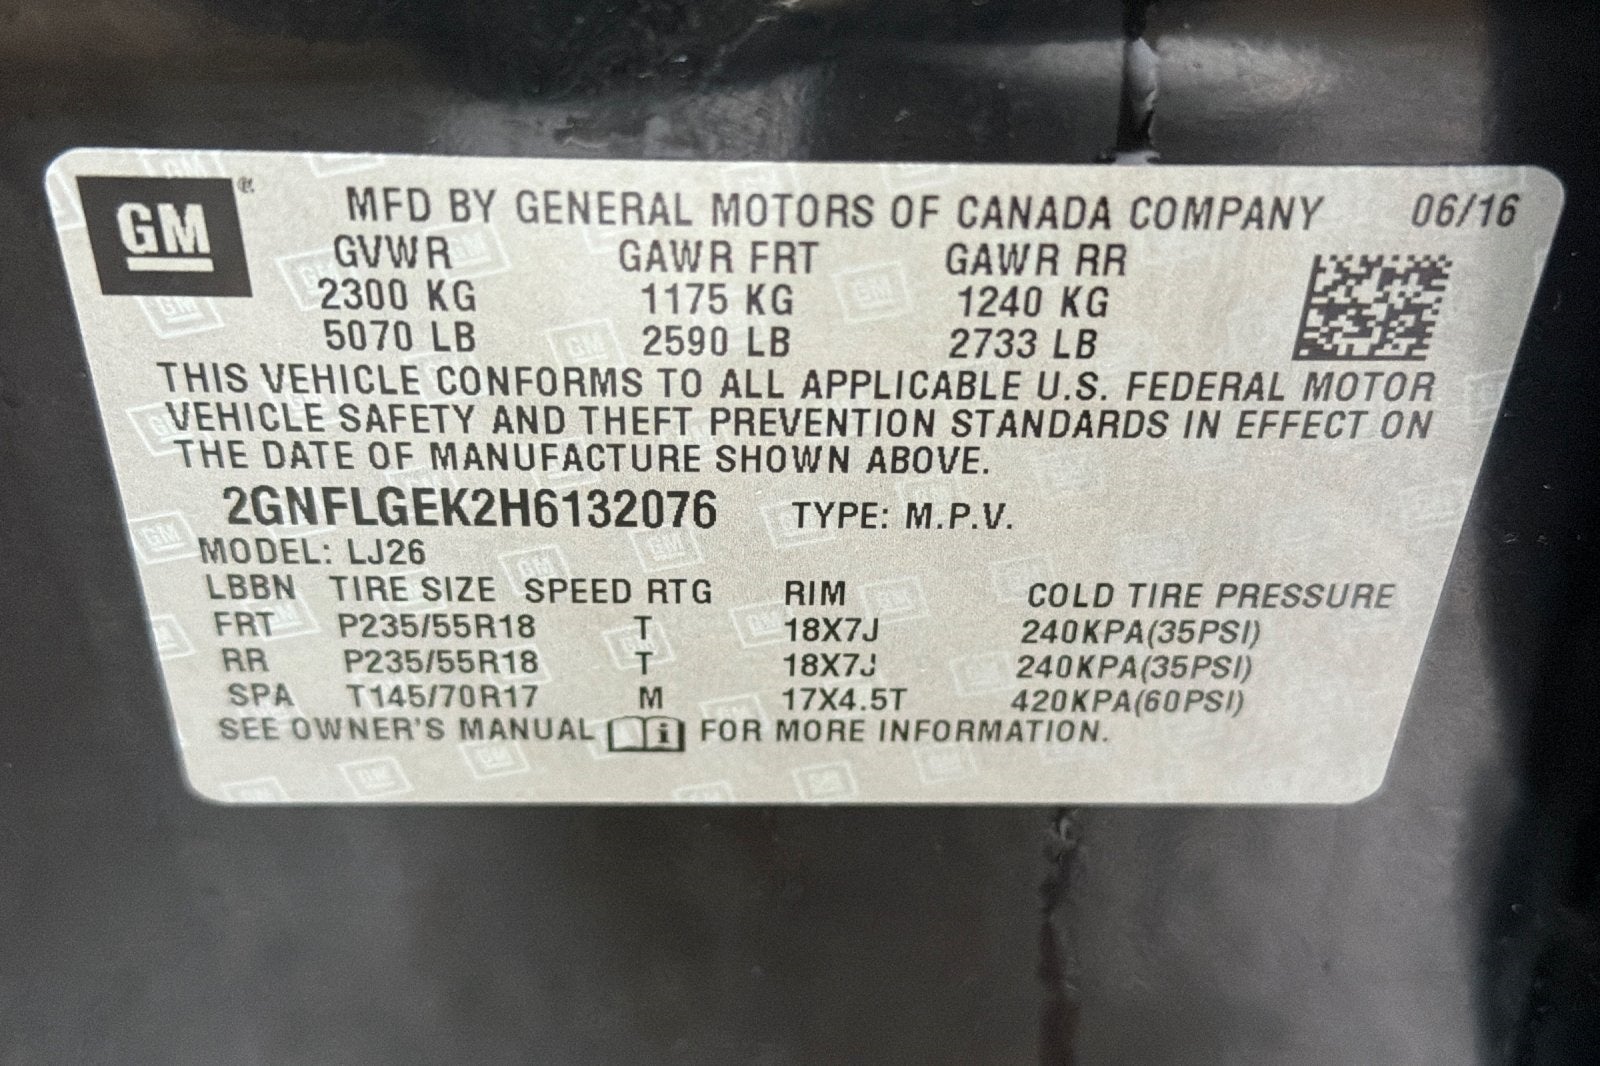 GM®
MFD BY GENERAL MOTORS OF CANADA COMPANY 06/16
GVWR GAWR FRT GAWR RR
2300 KG 1175 KG 1240 KG
5070 LB 2590 LB 2733 LB
THIS VEHICLE CONFORMS TO ALL APPLICABLE U.S. FEDERAL MOTOR
VEHICLE SAFETY AND THEFT PREVENTION STANDARDS IN EFFECT ON
THE DATE OF MANUFACTURE SHOWN ABOVE.
2GNFLGEK2H6132076 TYPE: M.P.V.
MODEL: LJ26
LBBN TIRE SIZE SPEED RTG RIM COLD TIRE PRESSURE
FRT P235/55R18 T 18X7J 240KPA(35PSI)
RR P235/55R18 T 18X7J 240KPA(35PSI)
SPA T145/70R17 M 17X4.5T 420KPA(60PSI)
SEE OWNER'S MANUAL i FOR MORE INFORMATION.